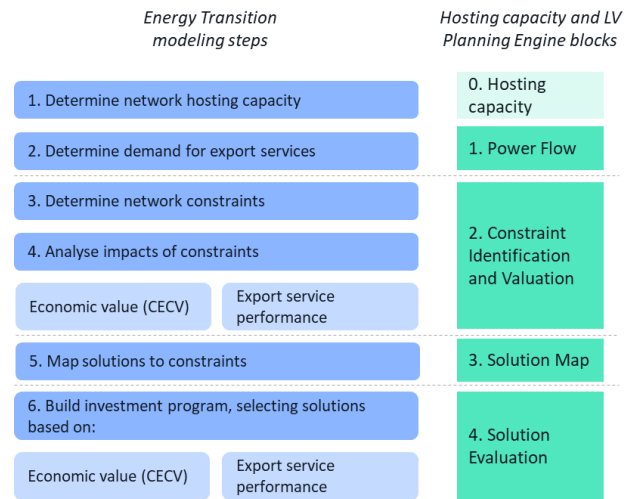 Energy Transition
modeling steps
Hosting capacity and LV
Planning Engine blocks
1. Determine network hosting capacity
0. Hosting
capacity
2. Determine demand for export services
1. Power Flow
3. Determine network constraints
4. Analyse impacts of constraints
Economic value (CECV)
Export service
performance
2. Constraint
Identification
and Valuation
5. Map solutions to constraints
3. Solution Map
6. Build investment program, selecting solutions
based on:
Economic value (CECV)
Export service
performance
4. Solution
Evaluation